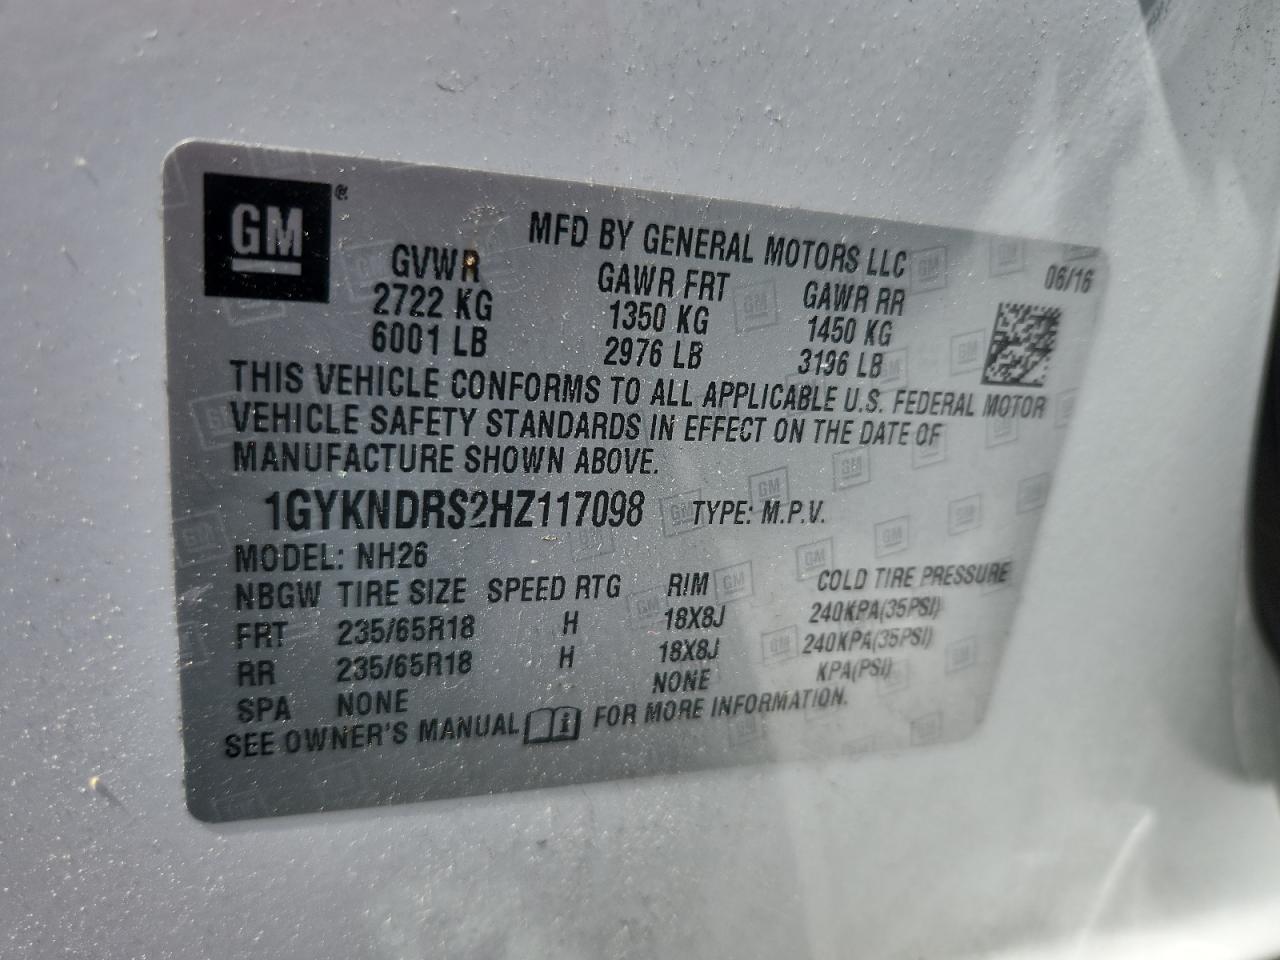 GM ®
MFD BY GENERAL MOTORS LLC
06/16
GVWR GAWR FRT GAWR RR
2722 KG 1350 KG 1450 KG
6001 LB 2976 LB 3196 LB
THIS VEHICLE CONFORMS TO ALL APPLICABLE U.S. FEDERAL MOTOR
VEHICLE SAFETY STANDARDS IN EFFECT ON THE DATE OF
MANUFACTURE SHOWN ABOVE.
1GYKNDRS2HZ117098 TYPE: M.P.V.
MODEL: NH26
NBGW TIRE SIZE SPEED RTG RIM COLD TIRE PRESSURE
FRT 235/65R18 H 18X8J 240KPA(35PSI)
RR 235/65R18 H 18X8J 240KPA(35PSI)
SPA NONE NONE KPA(PSI)
SEE OWNER'S MANUAL i FOR MORE INFORMATION.